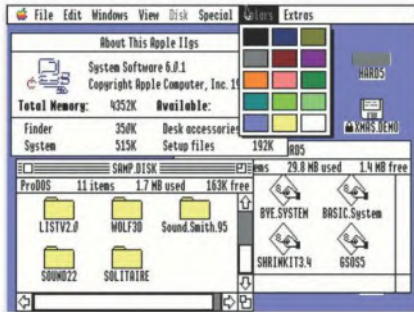 File Edit Windows View Disk Special Colors Extras
About This Apple IIgs
System Software 6.0.1
Copyright Apple Computer, Inc. 19
Total Memory: 4352K Available:
Finder 350K Desk accessories
System 515K Setup files 192K
HARD5
XMAS.DEMO
RD5
ems 29.8 MB used 1.4 MB free
SAMP.DISK
ProDOS 11 items 1.7 MB used 163K free
LISTV2.0 WOLF3D Sound.Smith.95
SOUND22 SOLITAIRE
BYE.SYSTEM BASIC.System
SHRINKIT3.4 GSOS5